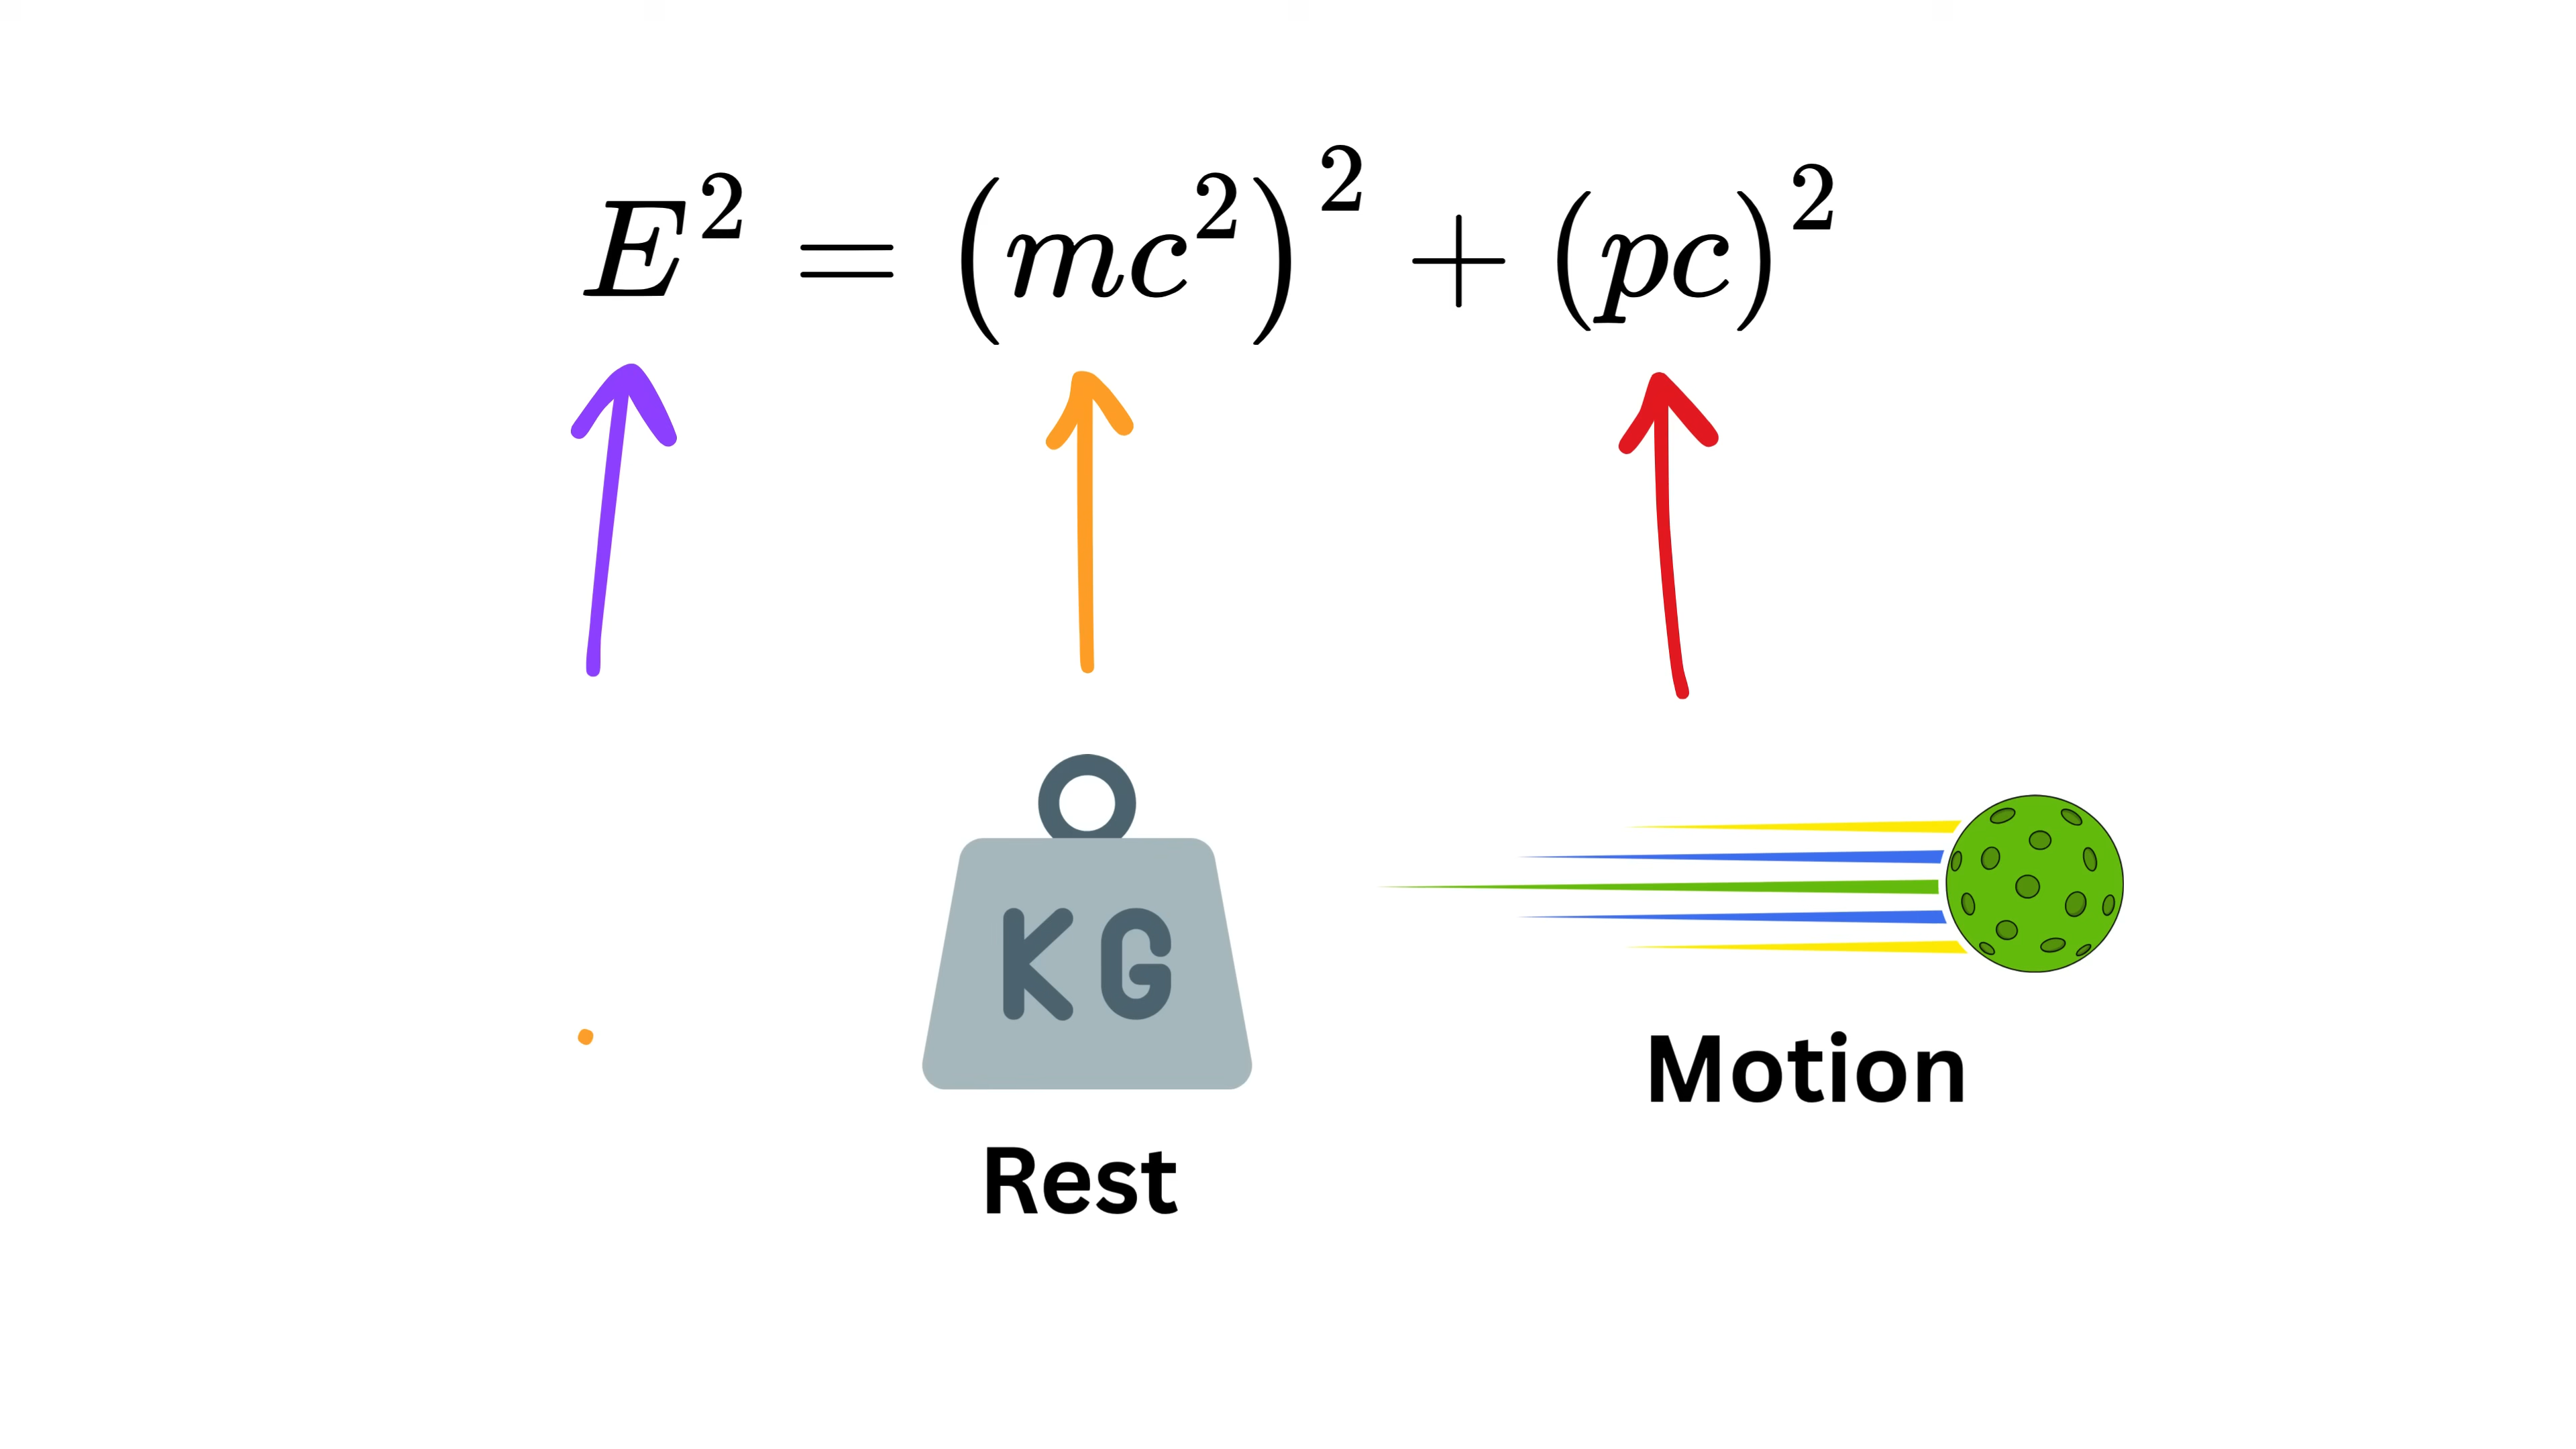 E² = (mc²)² + (pc)²
KG
Rest
Motion